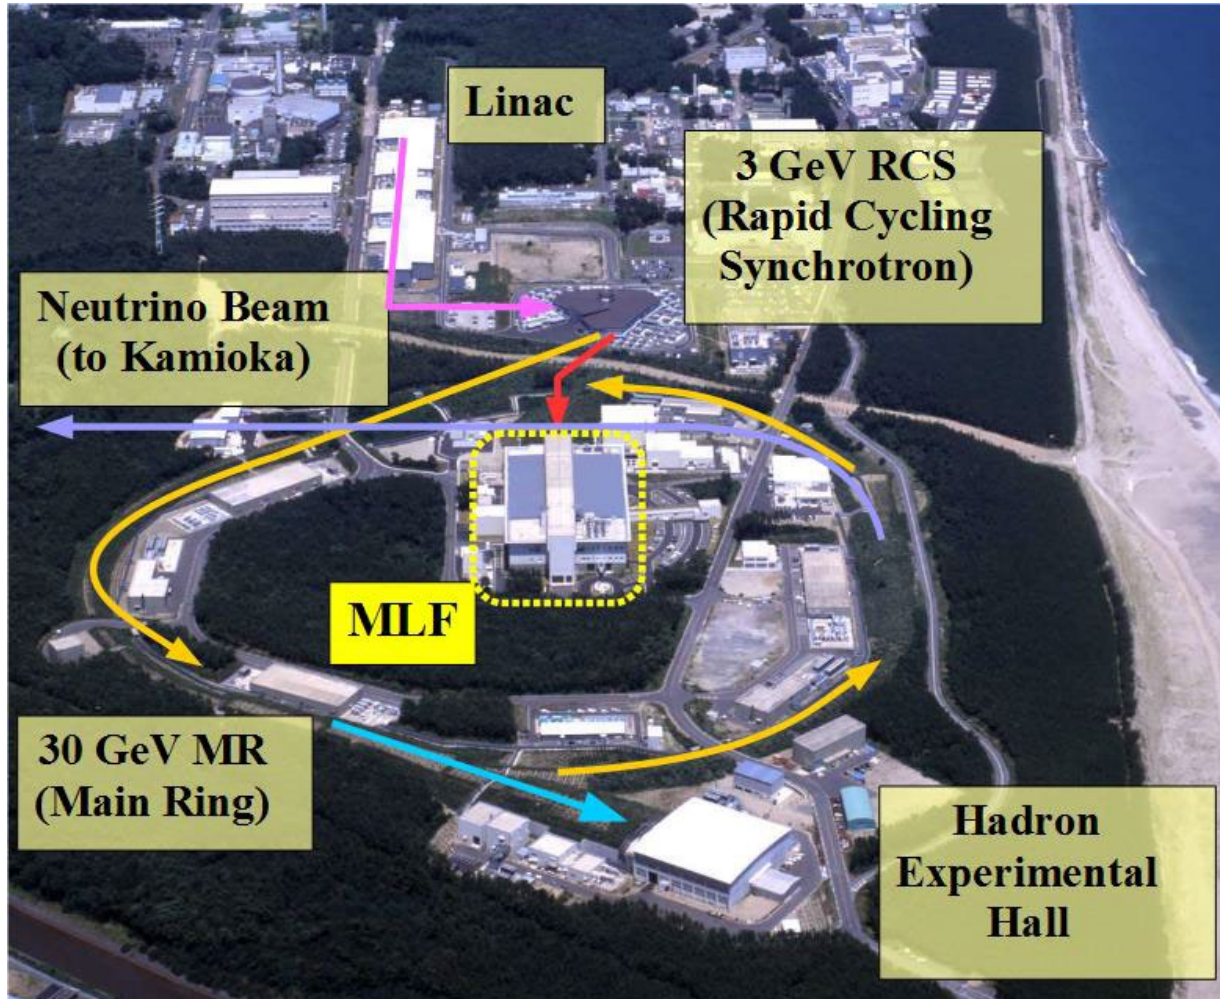 Linac
3 GeV RCS
(Rapid Cycling
Synchrotron)
Neutrino Beam
(to Kamioka)
MLF
30 GeV MR
(Main Ring)
Hadron
Experimental
Hall